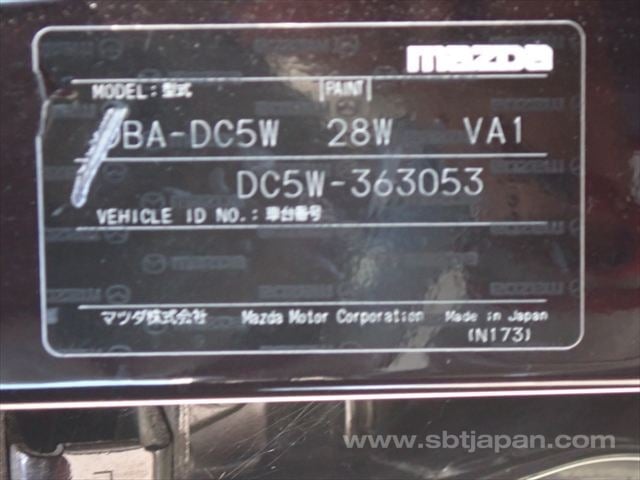 mazda
MODEL: 型式 PAINT
DBA-DC5W 28W VA1
DC5W-363053
VEHICLE ID NO.: 車台番号
マツダ株式会社 Mazda Motor Corporation Made in Japan
(N173)
www.sbtjapan.com